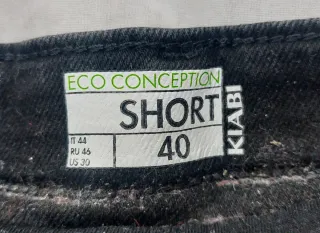 ECO CONCEPTION
SHORT
KIABI
IT 44
RU 46
US 30
40